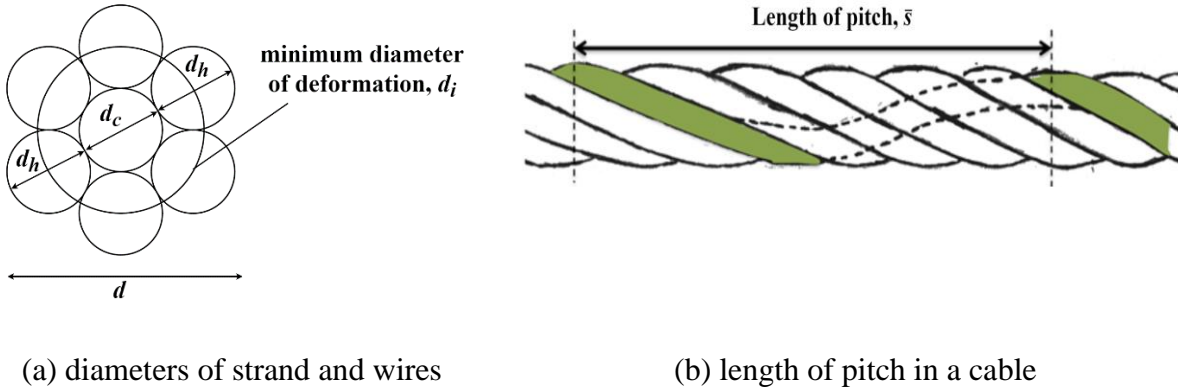 minimum diameter
of deformation, d_i
d_h
d_c
d_h
d
Length of pitch, s̄
(a) diameters of strand and wires
(b) length of pitch in a cable